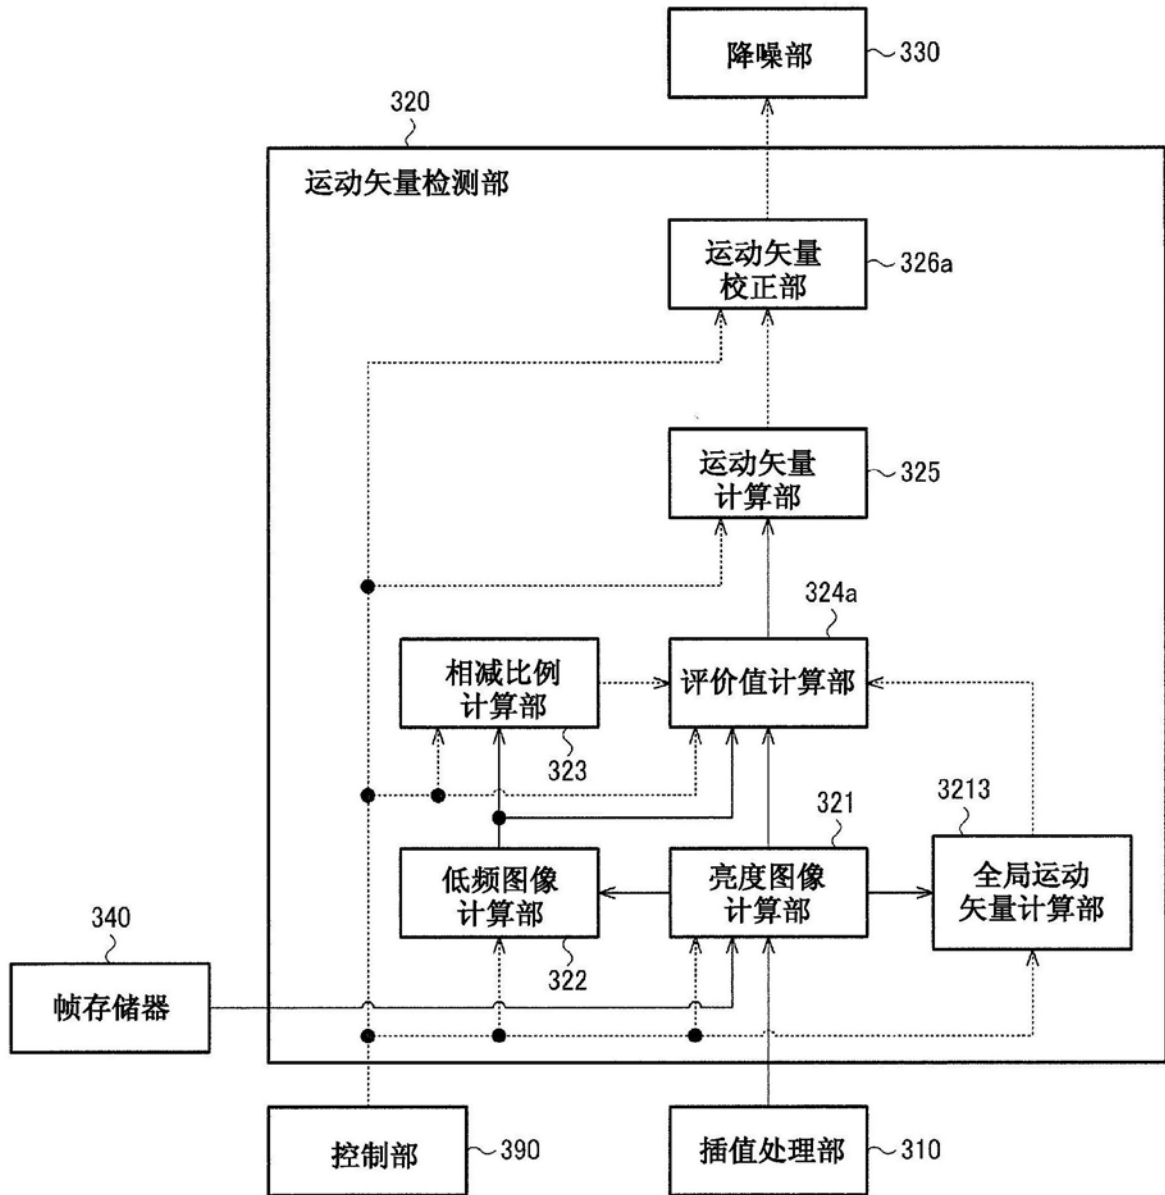 降噪部
330
320
运动矢量检测部
运动矢量
校正部
326a
运动矢量
计算部
325
324a
相减比例
计算部
评价值计算部
323
321
3213
低频图像
计算部
亮度图像
计算部
全局运动
矢量计算部
340
322
帧存储器
控制部
390
插值处理部
310